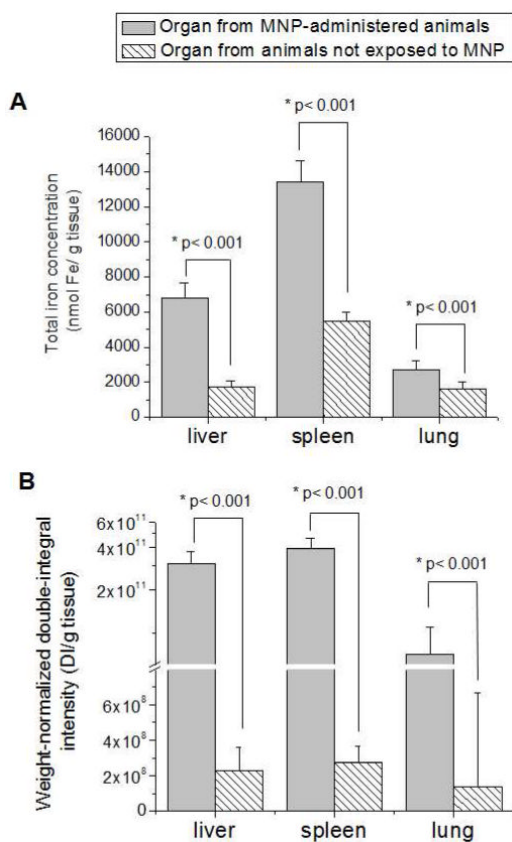 Organ from MNP-administered animals
Organ from animals not exposed to MNP
A
Total iron concentration
(nmol Fe/ g tissue)
16000
14000
12000
10000
8000
6000
4000
2000
0
* p< 0.001
* p< 0.001
* p< 0.001
liver spleen lung
B
Weight-normalized double-integral
intensity (DI/g tissue)
6x10¹¹
4x10¹¹
2x10¹¹
6x10⁸
4x10⁸
2x10⁸
0
* p< 0.001
* p< 0.001
* p< 0.001
liver spleen lung